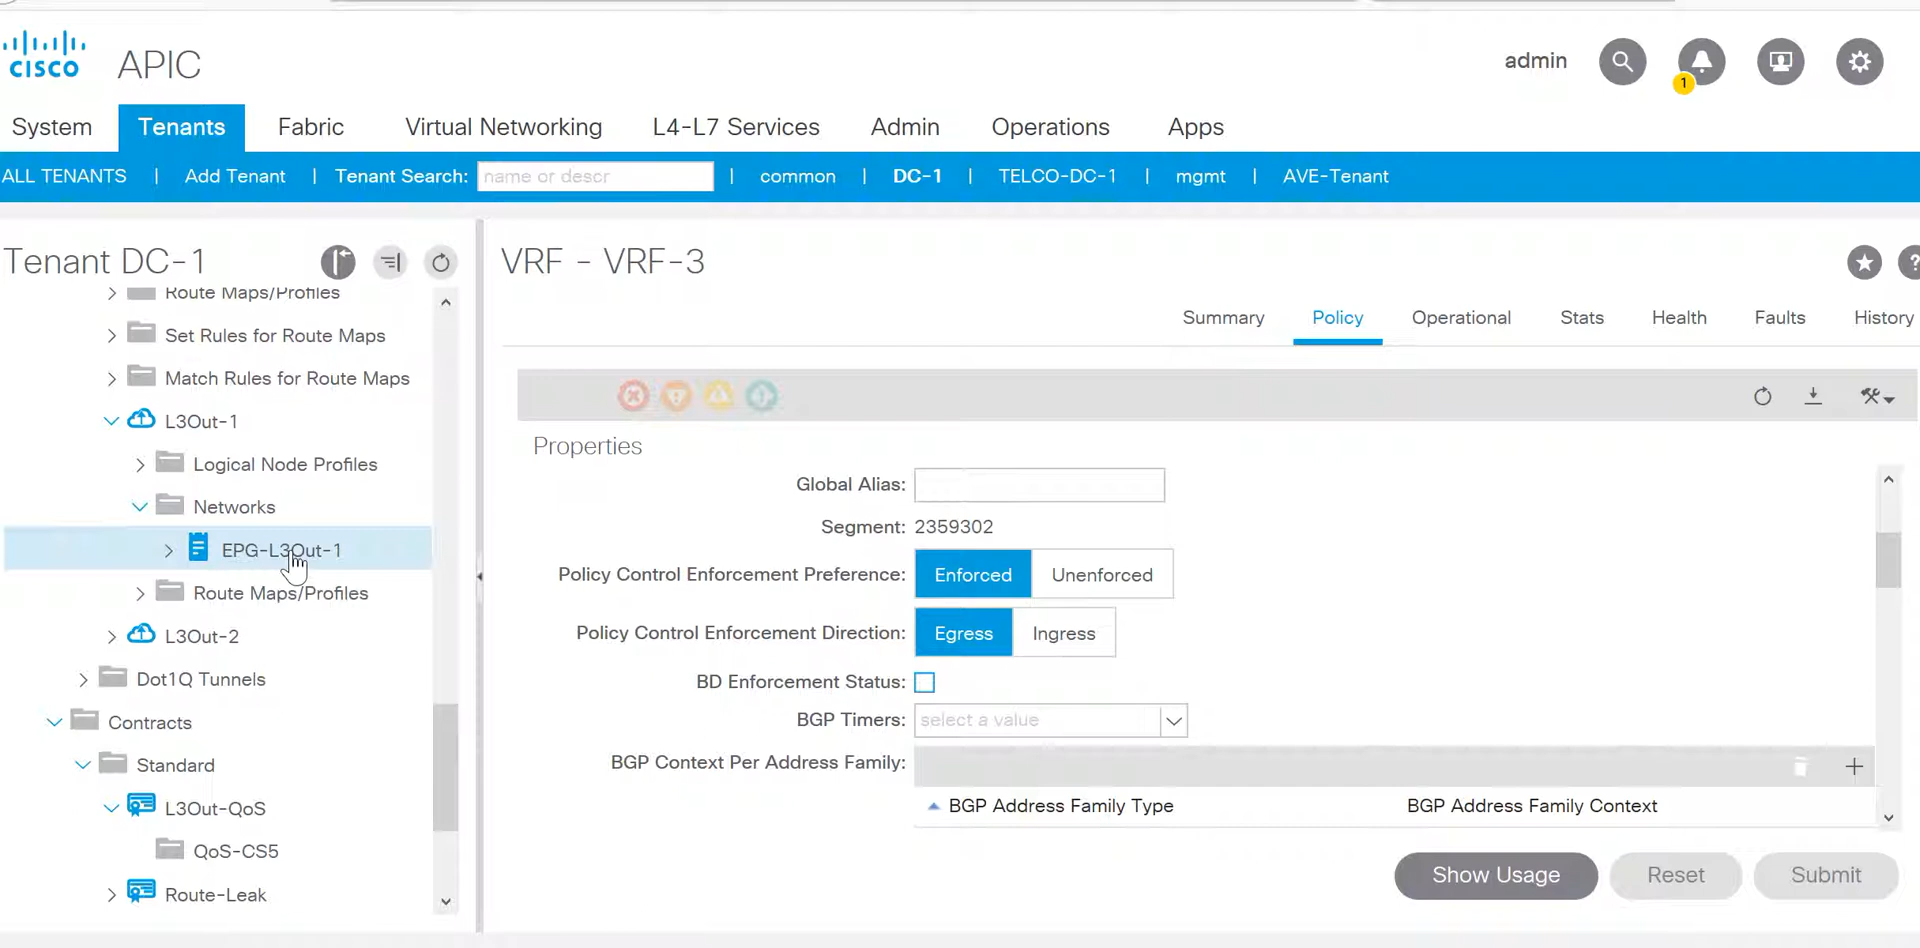 CISCO APIC
admin
1
System Tenants Fabric Virtual Networking L4-L7 Services Admin Operations Apps
ALL TENANTS | Add Tenant | Tenant Search: name or descr | common | DC-1 | TELCO-DC-1 | mgmt | AVE-Tenant
Tenant DC-1
Route Maps/Profiles
Set Rules for Route Maps
Match Rules for Route Maps
L3Out-1
Logical Node Profiles
Networks
EPG-L3Out-1
Route Maps/Profiles
L3Out-2
Dot1Q Tunnels
Contracts
Standard
L3Out-QoS
QoS-CS5
Route-Leak
VRF - VRF-3
?
Summary Policy Operational Stats Health Faults History
Properties
Global Alias:
Segment: 2359302
Policy Control Enforcement Preference: Enforced Unenforced
Policy Control Enforcement Direction: Egress Ingress
BD Enforcement Status:
BGP Timers: select a value
BGP Context Per Address Family:
BGP Address Family Type BGP Address Family Context
Show Usage Reset Submit